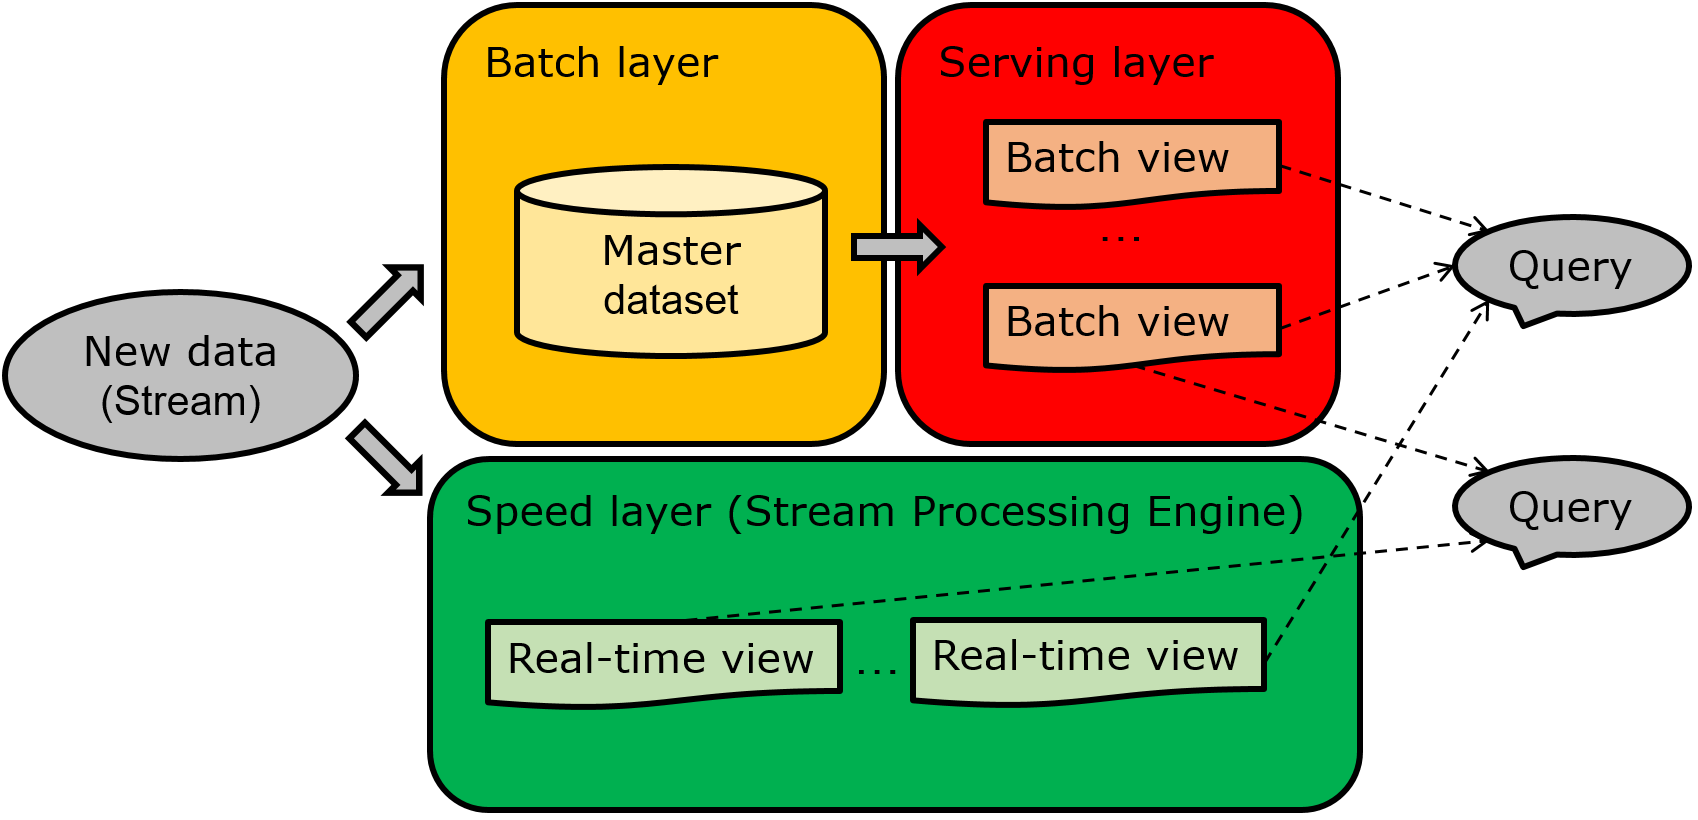 Batch layer
Serving layer
Batch view
...
Batch view
Master
dataset
New data
(Stream)
Query
Query
Speed layer (Stream Processing Engine)
Real-time view
...
Real-time view